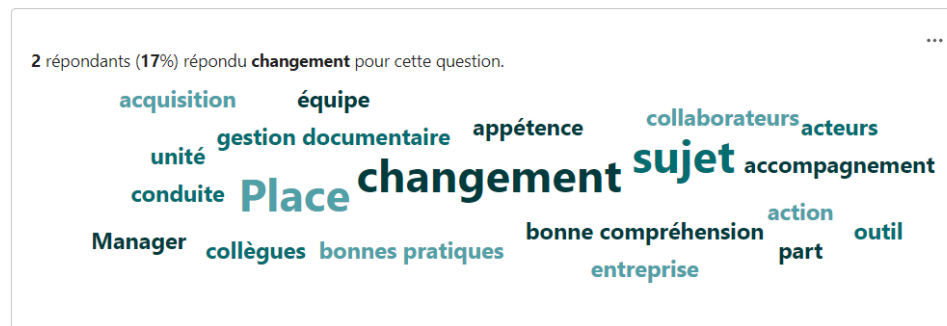 ...
2 répondants (17%) répondu changement pour cette question.
acquisition équipe
gestion documentaire appétence collaborateurs acteurs
unité changement sujet accompagnement
conduite Place
Manager collègues bonnes pratiques bonne compréhension action part outil
entreprise